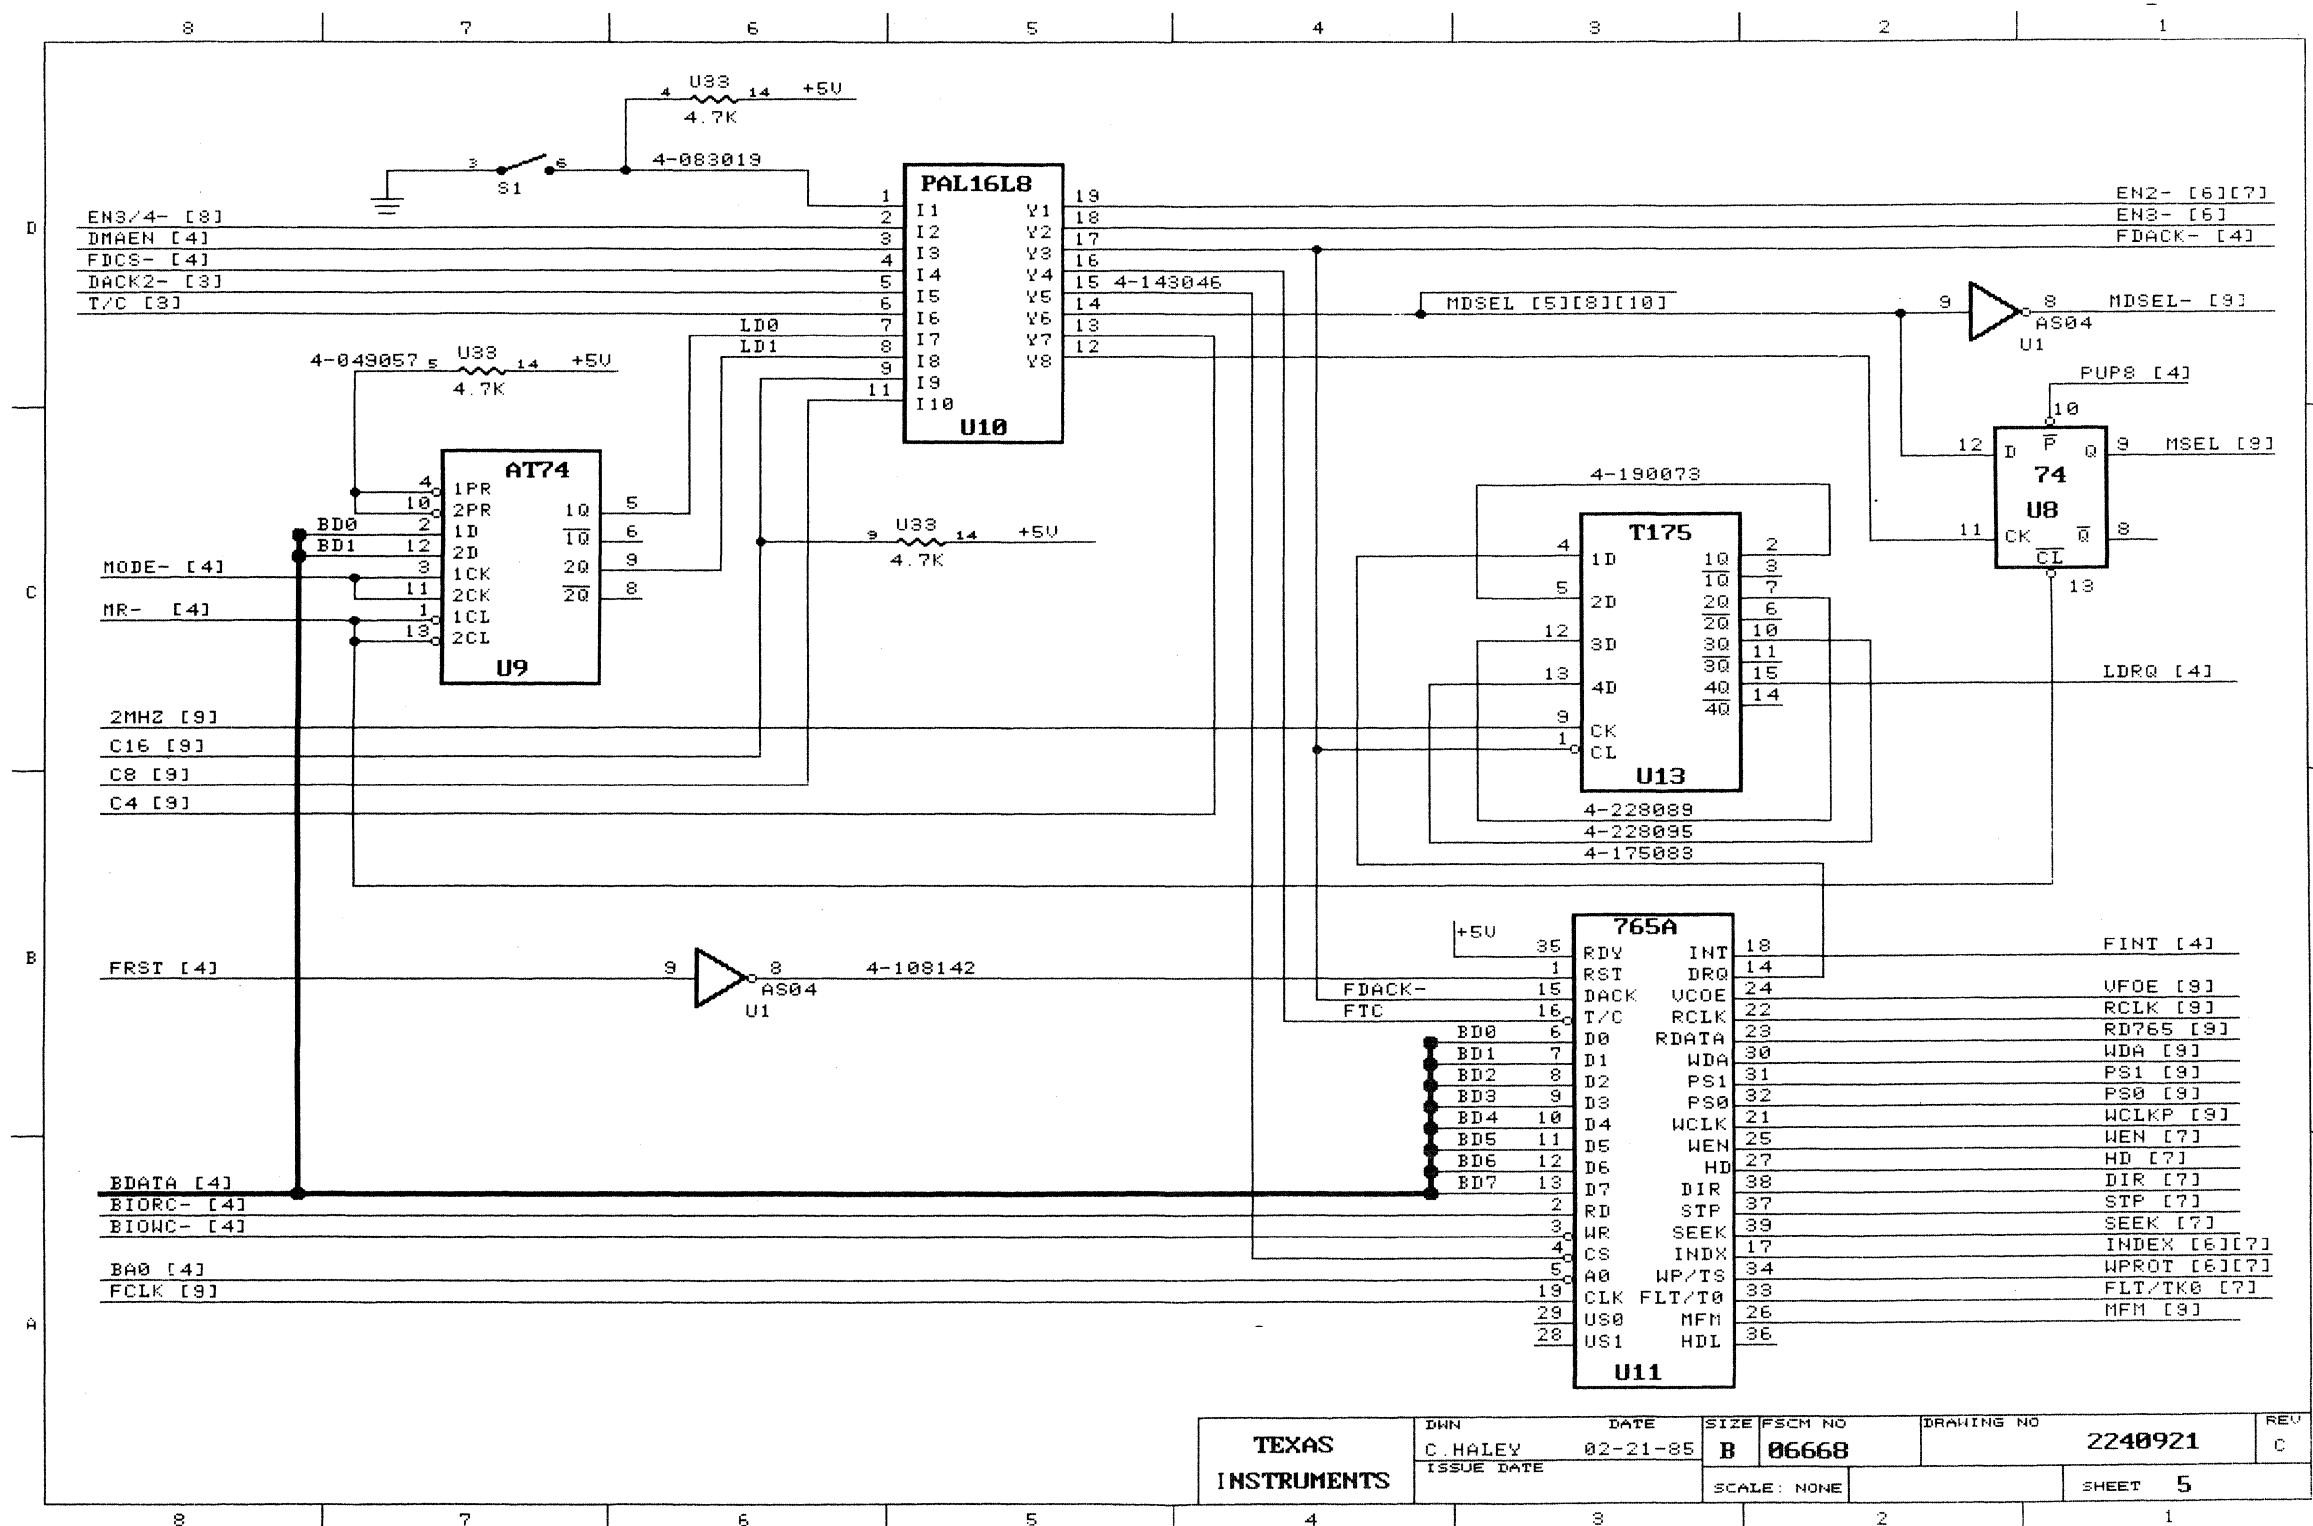 8 7 6 5 4 3 2 1
U33
4 14 +5V
4.7K
3 6 4-083019
S1
PAL16L8
1 I1 Y1 19 EN2- [6][7]
EN3/4- [8] 2 I2 Y2 18 EN3- [6]
D
DMAEN [4] 3 I3 Y3 17 FDACK- [4]
FDCS- [4] 4 I4 Y4 16
DACK2- [3] 5 I5 Y5 15 4-143046
T/C [3] 6 I6 Y6 14 MDSEL [5][8][10] 9 8 MDSEL- [9]
AS04
U1
LD0 7 I7 Y7 13
LD1 8 I8 Y8 12
9 I9
11 I10
U10
4-049057 5 U33 14 +5V
4.7K
PUP8 [4]
10
12 D P Q 9 MSEL [9]
74
U8
11 CK Q 8
CL
13
AT74
4 1PR
10 2PR 1Q 5
BD0 2 1D 1Q 6
BD1 12 2D 2Q 9
MODE- [4] 3 1CK 2Q 8
11 2CK
MR- [4] 1 1CL
13 2CL
U9
9 U33 14 +5V
4.7K
C
4-190073
T175
4 1D 1Q 2
1Q 3
5 2D 2Q 7
2Q 6
12 3D 3Q 10
3Q 11
13 4D 4Q 15 LDRQ [4]
4Q 14
9 CK
1 CL
U13
2MHZ [9]
C16 [9]
C8 [9]
C4 [9]
4-228089
4-228095
4-175083
B
FRST [4] 9 8 4-108142
AS04
U1
765A
+5V 35 RDY INT 18 FINT [4]
1 RST DRQ 14
FDACK- 15 DACK VCOE 24 VFOE [9]
FTC 16 T/C RCLK 22 RCLK [9]
BD0 6 D0 RDATA 23 RD765 [9]
BD1 7 D1 WDA 30 WDA [9]
BD2 8 D2 PS1 31 PS1 [9]
BD3 9 D3 PS0 32 PS0 [9]
BD4 10 D4 WCLK 21 WCLKP [9]
BD5 11 D5 WEN 25 WEN [7]
BD6 12 D6 HD 27 HD [7]
BDATA [4] BD7 13 D7 DIR 38 DIR [7]
BIORC- [4] 2 RD STP 37 STP [7]
BIOWC- [4] 3 WR SEEK 39 SEEK [7]
4 CS INDX 17 INDEX [6][7]
BA0 [4] 5 A0 WP/TS 34 WPROT [6][7]
FCLK [9] 19 CLK FLT/T0 33 FLT/TK0 [7]
29 US0 MFM 26 MFM [9]
28 US1 HDL 36
U11
A
TEXAS
INSTRUMENTS
DWN DATE
C.HALEY 02-21-85
ISSUE DATE
SIZE
B
FSCM NO
06668
DRAWING NO
2240921
REV
C
SCALE: NONE
SHEET 5
8 7 6 5 4 3 2 1